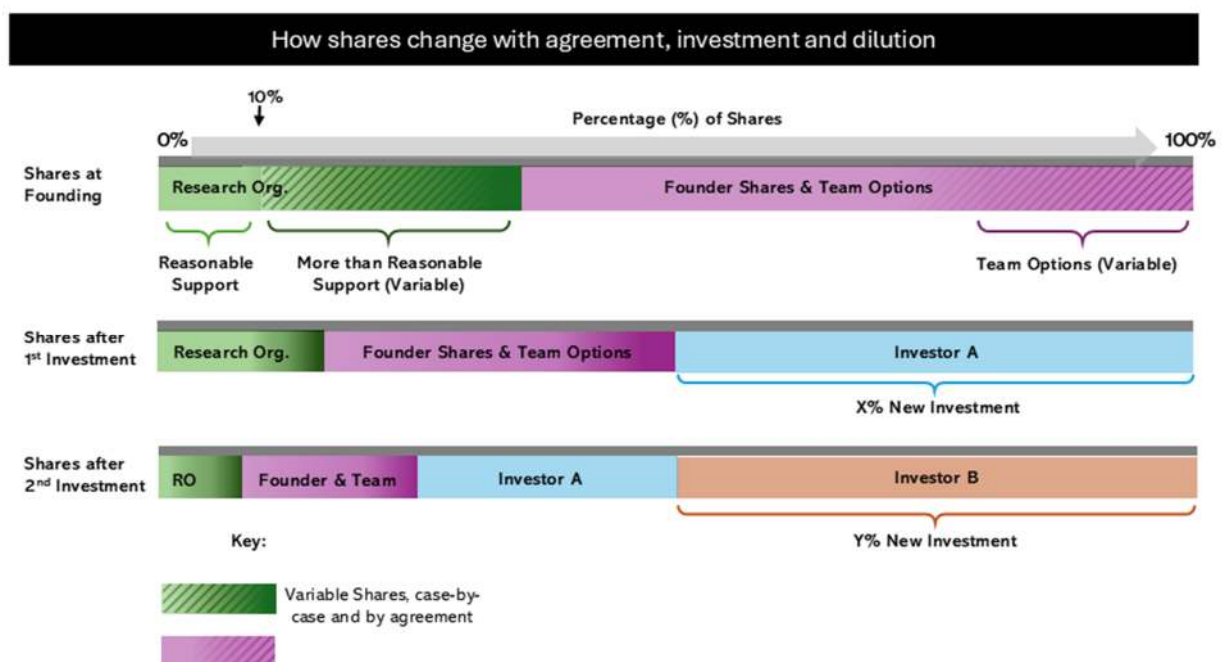 How shares change with agreement, investment and dilution
10%
Percentage (%) of Shares
0%
100%
Shares at
Founding
Research Org.
Founder Shares & Team Options
Reasonable
Support
More than Reasonable
Support (Variable)
Team Options (Variable)
Shares after
1st Investment
Research Org.
Founder Shares & Team Options
Investor A
X% New Investment
Shares after
2nd Investment
RO
Founder & Team
Investor A
Investor B
Y% New Investment
Key:
Variable Shares, case-by-
case and by agreement